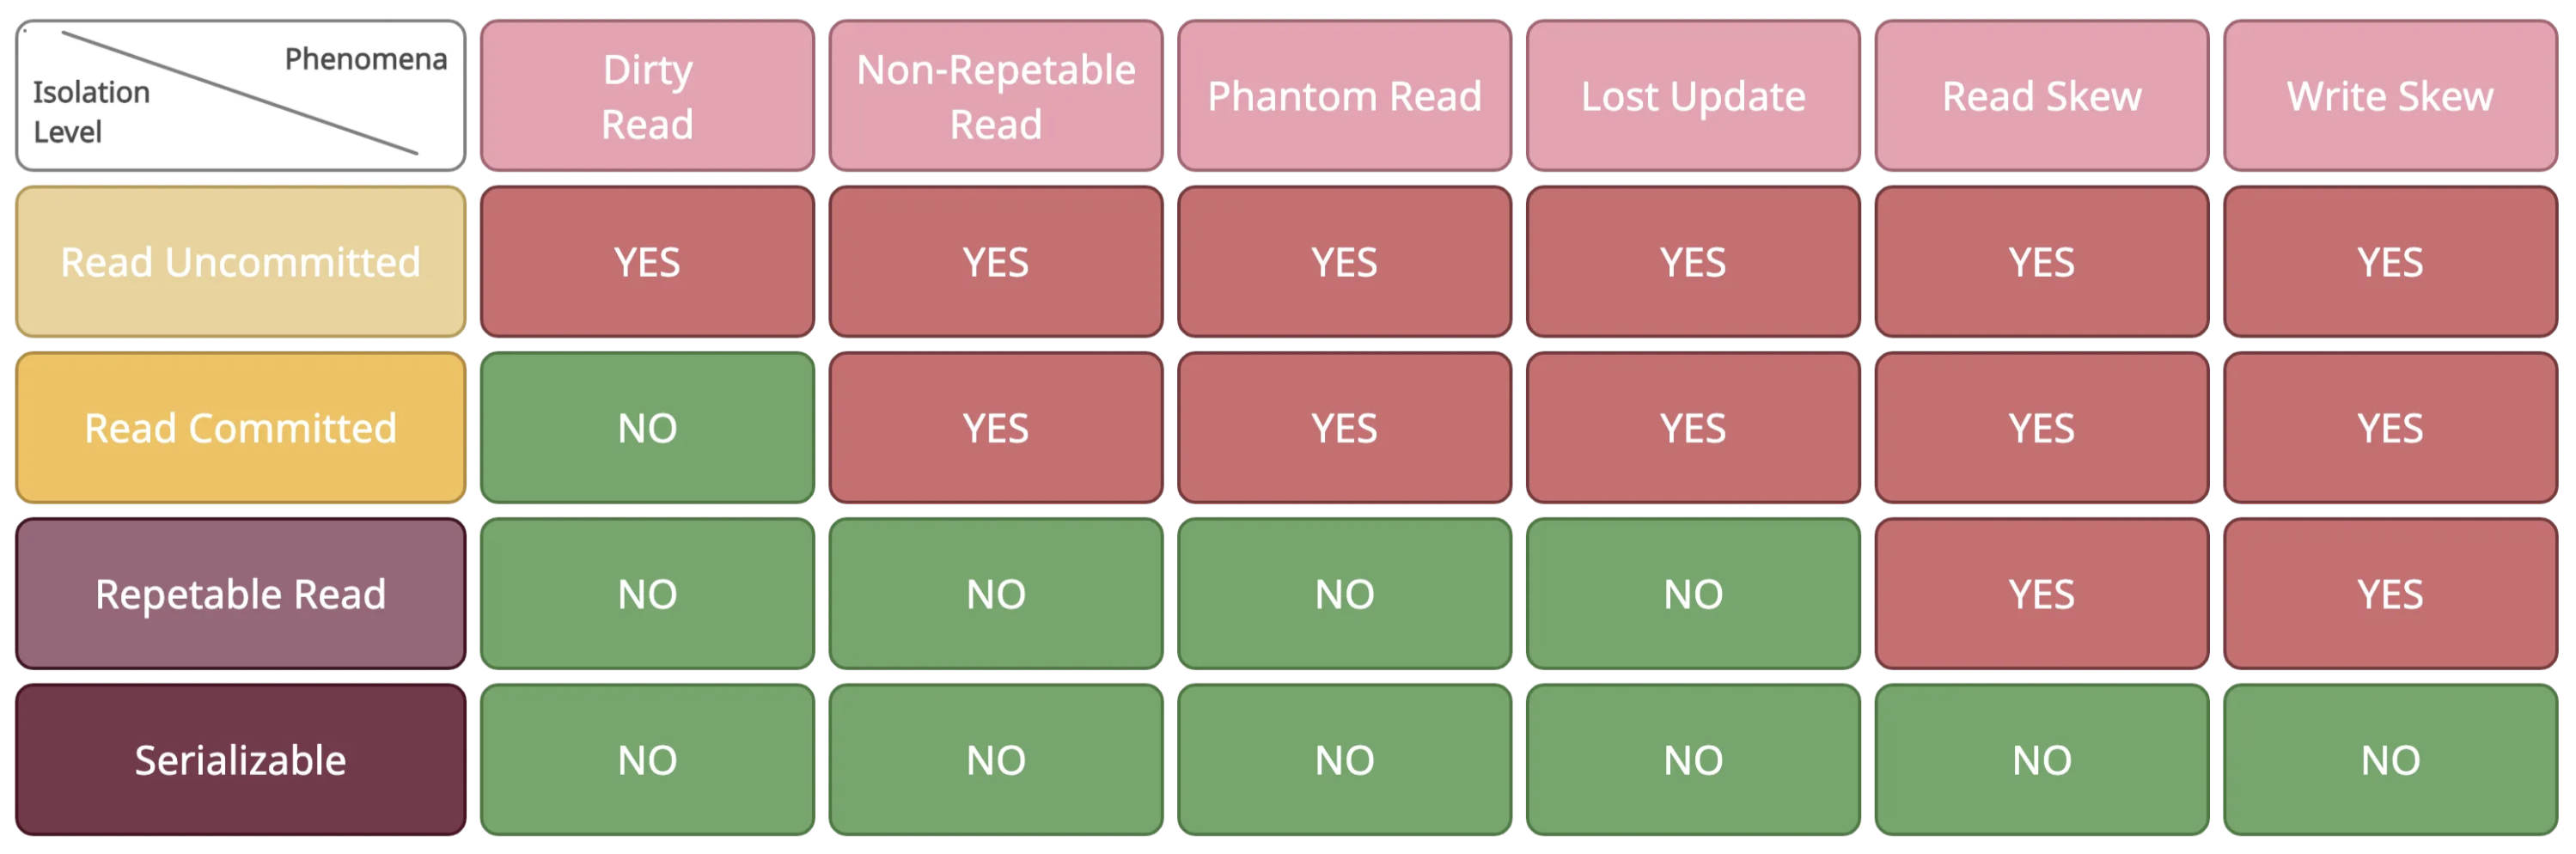 Phenomena
Isolation
Level
Dirty
Read
Non-Repetable
Read
Phantom Read
Lost Update
Read Skew
Write Skew
Read Uncommitted
YES
YES
YES
YES
YES
YES
Read Committed
NO
YES
YES
YES
YES
YES
Repetable Read
NO
NO
NO
NO
YES
YES
Serializable
NO
NO
NO
NO
NO
NO